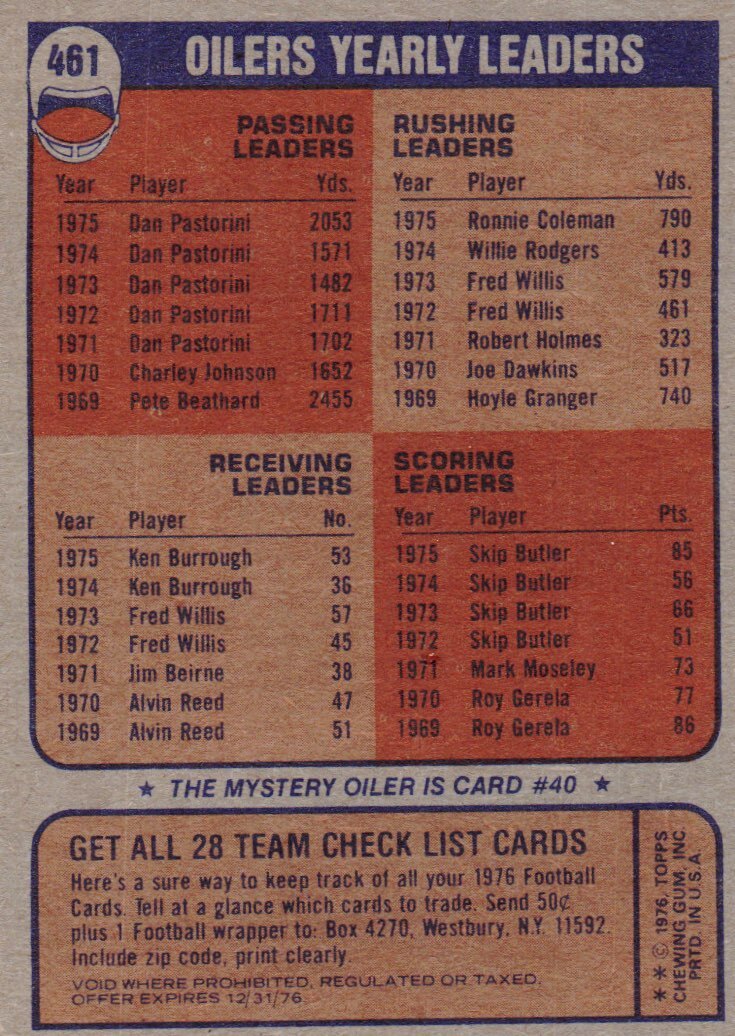 461
OILERS YEARLY LEADERS
PASSING
LEADERS
Year Player Yds.
1975 Dan Pastorini 2053
1974 Dan Pastorini 1571
1973 Dan Pastorini 1482
1972 Dan Pastorini 1711
1971 Dan Pastorini 1702
1970 Charley Johnson 1652
1969 Pete Beathard 2455
RUSHING
LEADERS
Year Player Yds.
1975 Ronnie Coleman 790
1974 Willie Rodgers 413
1973 Fred Willis 579
1972 Fred Willis 461
1971 Robert Holmes 323
1970 Joe Dawkins 517
1969 Hoyle Granger 740
RECEIVING
LEADERS
Year Player No.
1975 Ken Burrough 53
1974 Ken Burrough 36
1973 Fred Willis 57
1972 Fred Willis 45
1971 Jim Beirne 38
1970 Alvin Reed 47
1969 Alvin Reed 51
SCORING
LEADERS
Year Player Pts.
1975 Skip Butler 85
1974 Skip Butler 56
1973 Skip Butler 66
1972 Skip Butler 51
1971 Mark Moseley 73
1970 Roy Gerela 77
1969 Roy Gerela 86
★ THE MYSTERY OILER IS CARD #40 ★
GET ALL 28 TEAM CHECK LIST CARDS
Here's a sure way to keep track of all your 1976 Football
Cards. Tell at a glance which cards to trade. Send 50¢
plus 1 Football wrapper to: Box 4270, Westbury, N.Y. 11592.
Include zip code, print clearly.
VOID WHERE PROHIBITED, REGULATED OR TAXED.
OFFER EXPIRES 12/31/76
★★ © 1976 TOPPS
CHEWING GUM, INC.
PRTD. IN U.S.A.